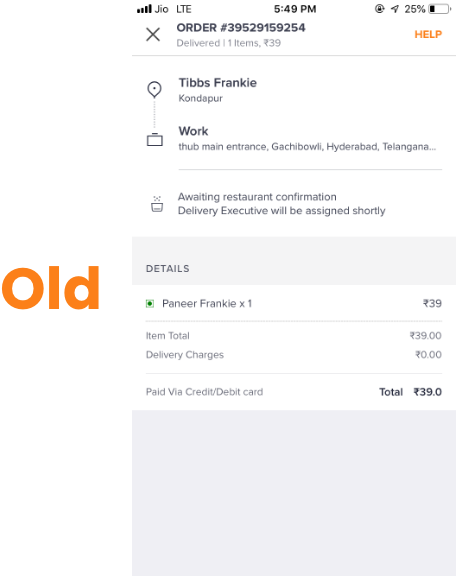 Jio LTE 5:49 PM 25%
ORDER #39529159254
Delivered | 1 Items, ₹39
HELP
Tibbs Frankie
Kondapur
Work
thub main entrance, Gachibowli, Hyderabad, Telangana...
Awaiting restaurant confirmation
Delivery Executive will be assigned shortly
Old
DETAILS
Paneer Frankie x 1 ₹39
Item Total ₹39.00
Delivery Charges ₹0.00
Paid Via Credit/Debit card Total ₹39.0